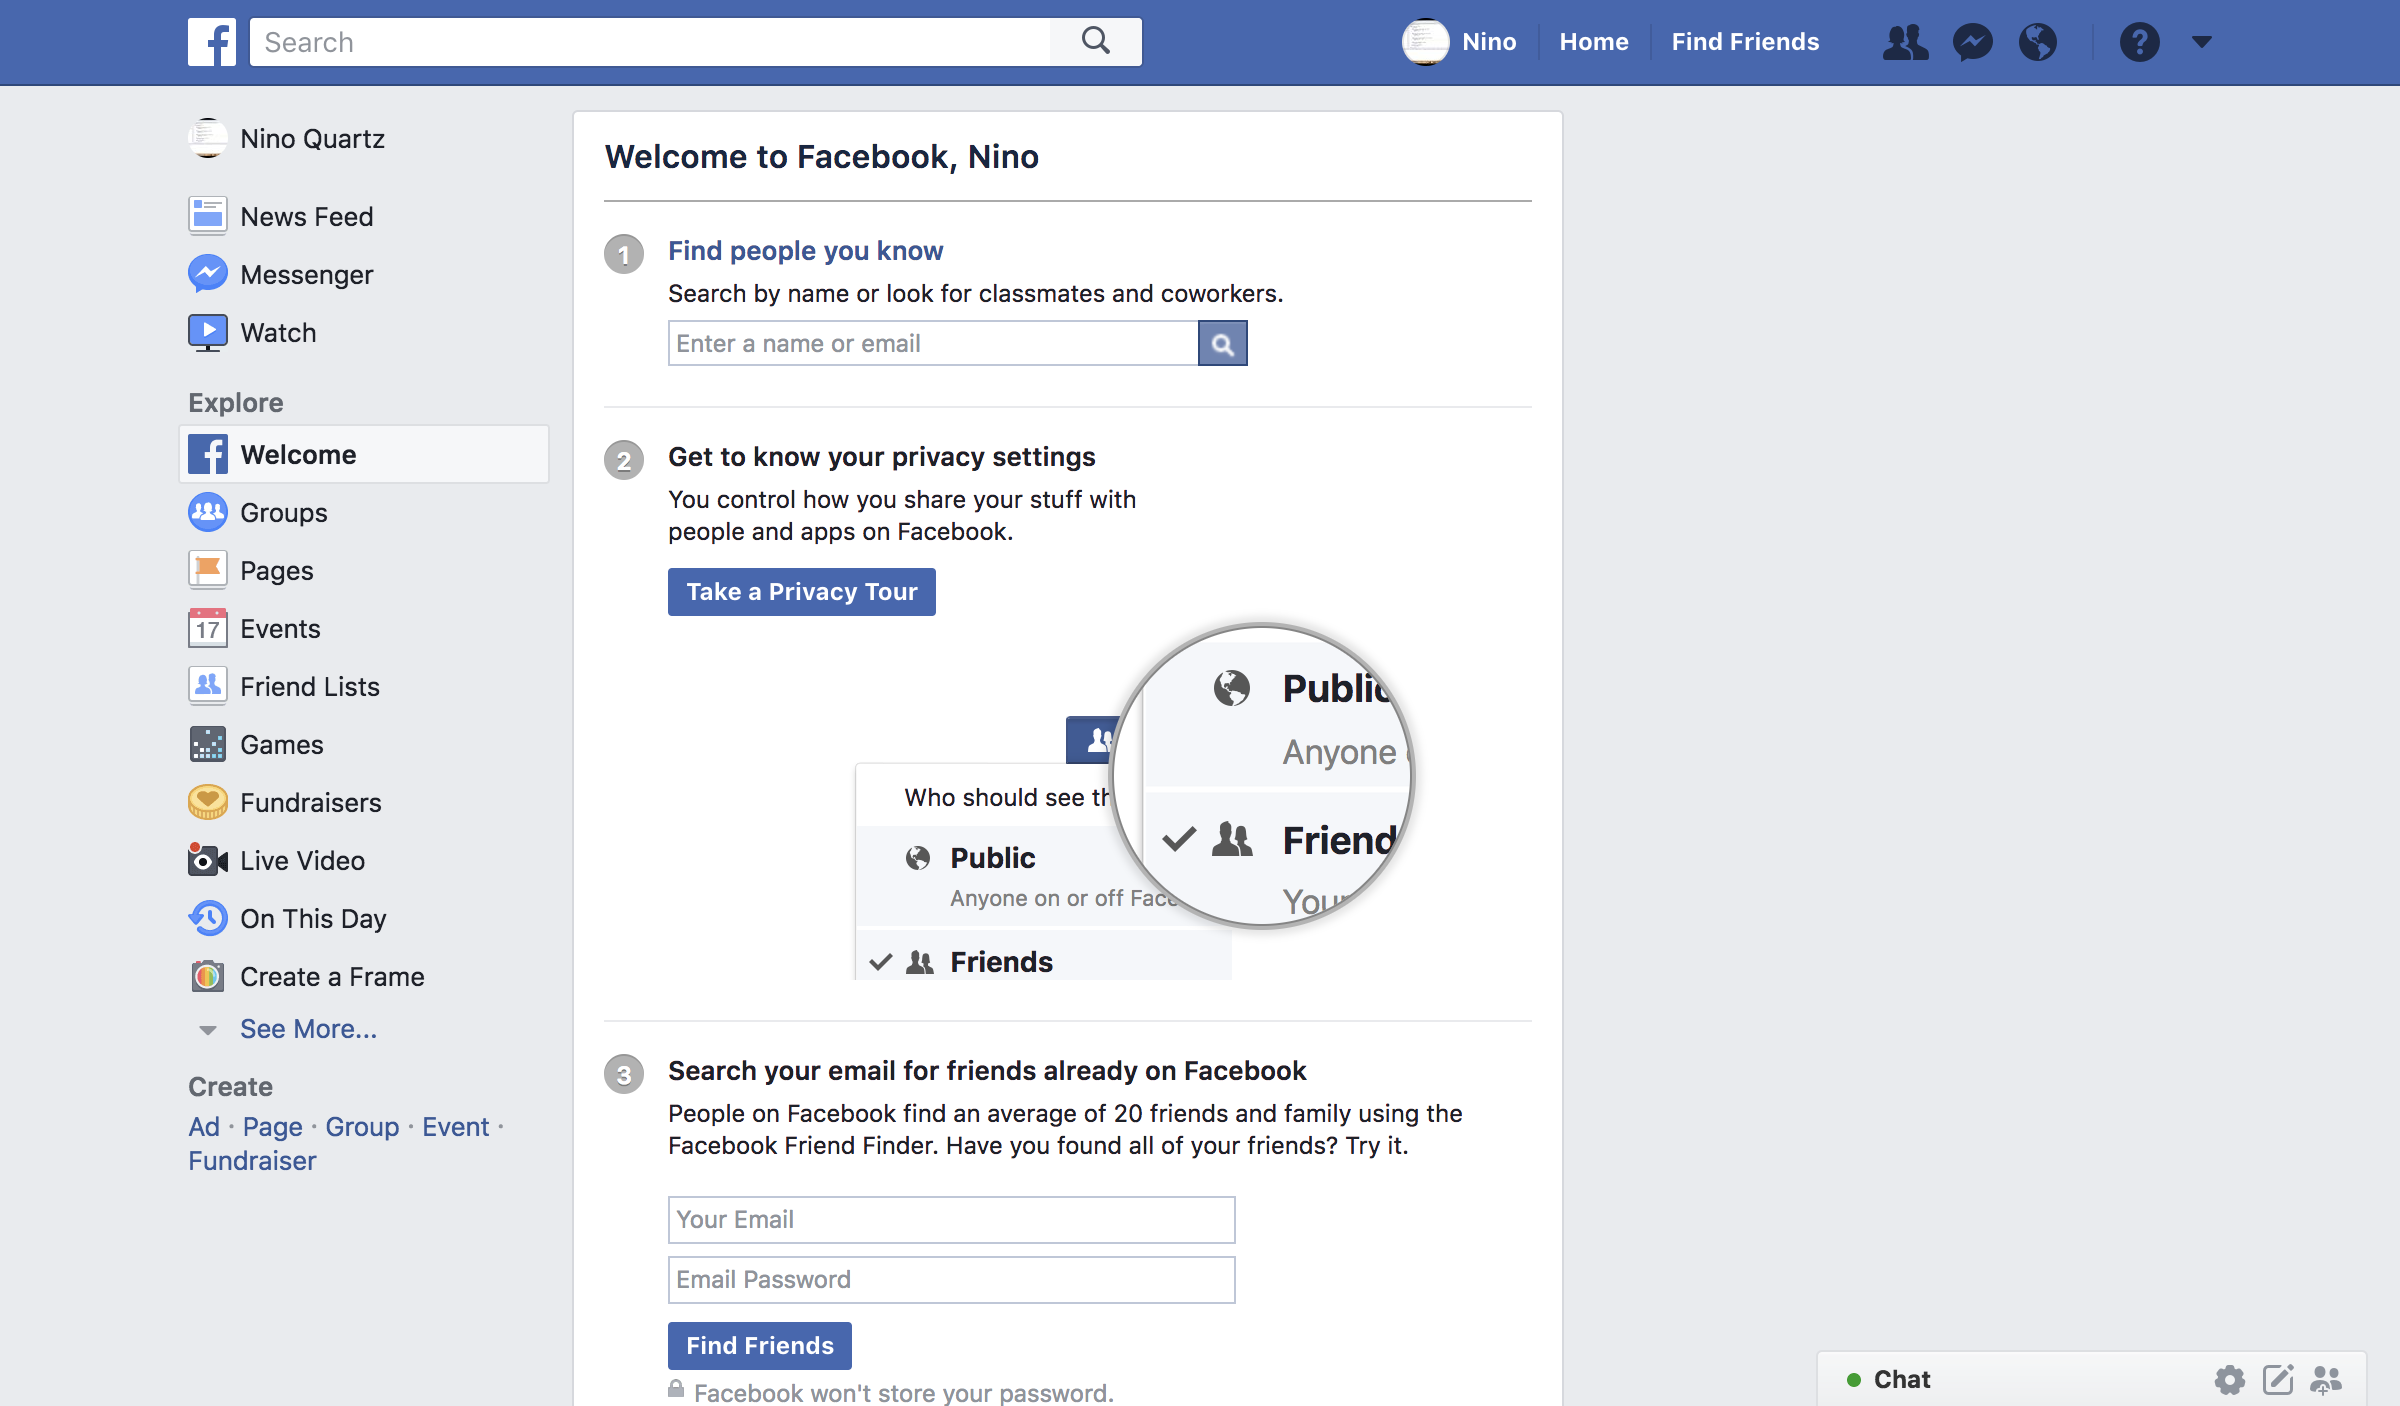 Search
Nino
Home
Find Friends
Nino Quartz
News Feed
Messenger
Watch
Explore
Welcome
Groups
Pages
17
Events
Friend Lists
Games
Fundraisers
Live Video
On This Day
Create a Frame
See More...
Create
Ad · Page · Group · Event ·
Fundraiser
Welcome to Facebook, Nino
1
Find people you know
Search by name or look for classmates and coworkers.
Enter a name or email
2
Get to know your privacy settings
You control how you share your stuff with
people and apps on Facebook.
Take a Privacy Tour
Public
Anyone
Friend
Your
Who should see th
Public
Anyone on or off Face
Friends
3
Search your email for friends already on Facebook
People on Facebook find an average of 20 friends and family using the
Facebook Friend Finder. Have you found all of your friends? Try it.
Your Email
Email Password
Find Friends
Facebook won't store your password.
Chat